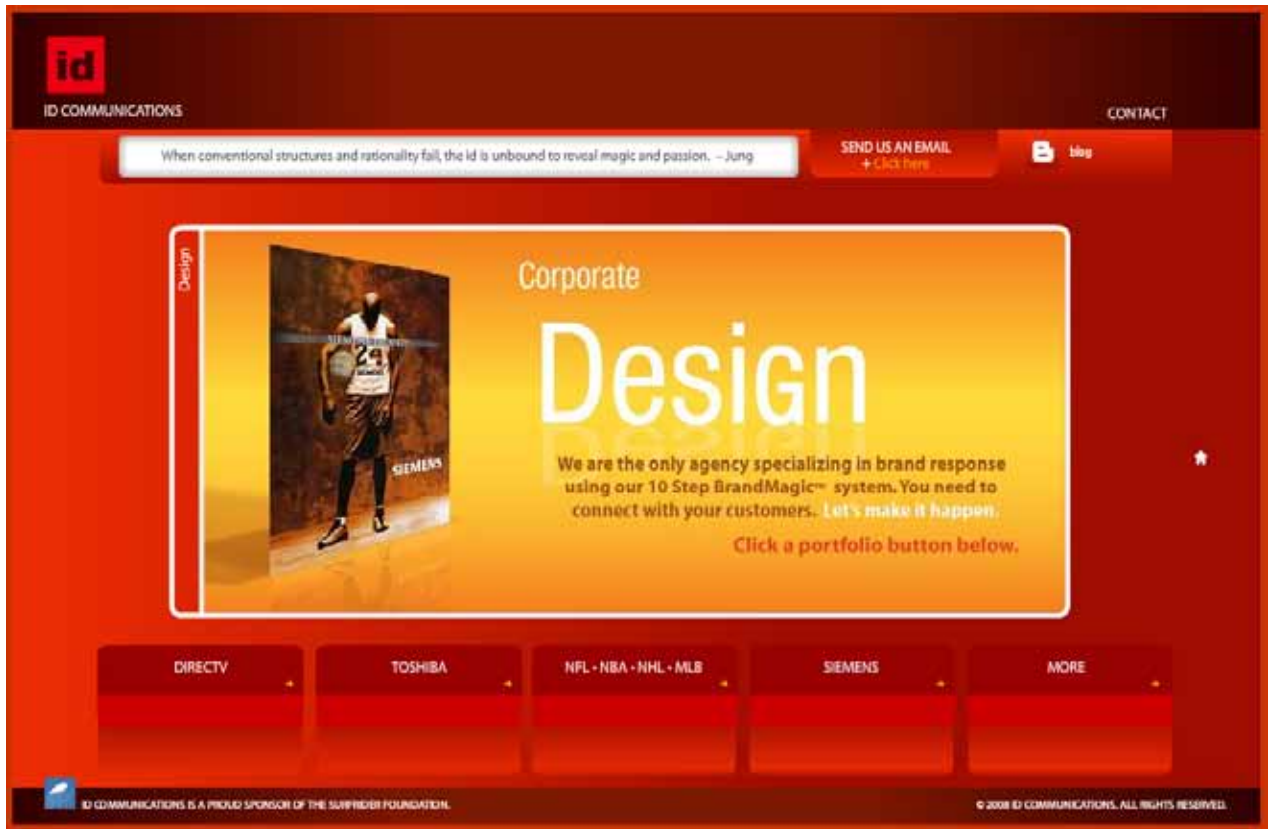 id
ID COMMUNICATIONS
CONTACT
When conventional structures and rationality fail, the id is unbound to reveal magic and passion. – Jung
SEND US AN EMAIL
+ Click here
blog
Design
Corporate
Design
24
SIEMENS
We are the only agency specializing in brand response
using our 10 Step BrandMagic™ system. You need to
connect with your customers. Let's make it happen.
Click a portfolio button below.
DIRECTV
TOSHIBA
NFL • NBA • NHL • MLB
SIEMENS
MORE
ID COMMUNICATIONS IS A PROUD SPONSOR OF THE SURFRIDER FOUNDATION.
© 2008 ID COMMUNICATIONS. ALL RIGHTS RESERVED.